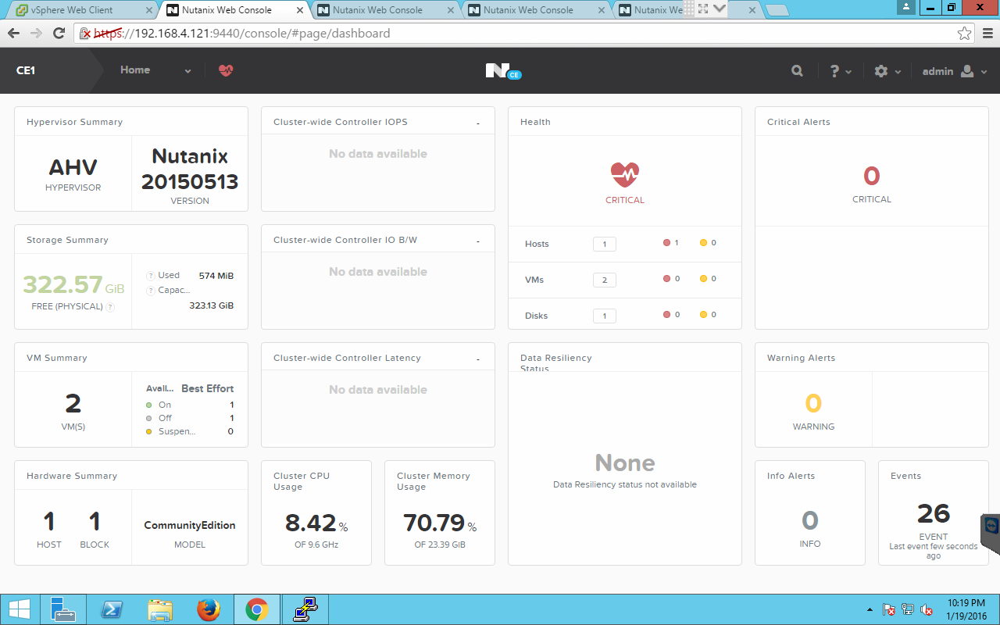 vSphere Web Client
Nutanix Web Console
Nutanix Web Console
Nutanix Web Console
Nutanix We
https://192.168.4.121:9440/console/#page/dashboard
CE1
Home
N CE
?
admin
Hypervisor Summary
AHV
HYPERVISOR
Nutanix
20150513
VERSION
Cluster-wide Controller IOPS -
No data available
Health
CRITICAL
Hosts 1 1 0
VMs 2 0 0
Disks 1 0 0
Critical Alerts
0
CRITICAL
Storage Summary
322.57 GiB
FREE (PHYSICAL) ?
? Used 574 MiB
? Capac...
323.13 GiB
Cluster-wide Controller IO B/W -
No data available
VM Summary
2
VM(S)
Avail... Best Effort
On 1
Off 1
Suspen... 0
Cluster-wide Controller Latency -
No data available
Data Resiliency
Status
None
Data Resiliency status not available
Warning Alerts
0
WARNING
Hardware Summary
1
HOST
1
BLOCK
CommunityEdition
MODEL
Cluster CPU
Usage
8.42 %
OF 9.6 GHz
Cluster Memory
Usage
70.79 %
OF 23.39 GiB
Info Alerts
0
INFO
Events
26
EVENT
Last event few seconds
ago
10:19 PM
1/19/2016